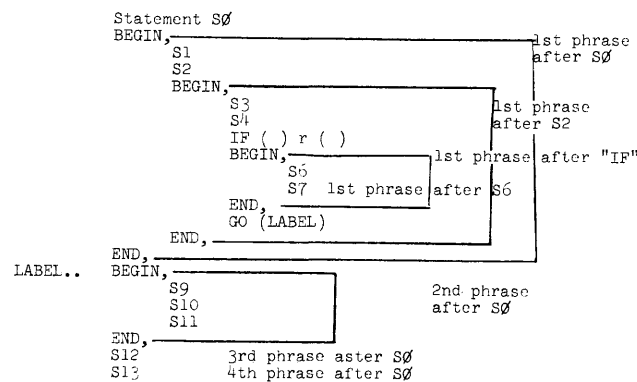 Statement SØ
BEGIN,
1st phrase
after SØ
S1
S2
BEGIN,
1st phrase
after S2
S3
S4
IF ( ) r ( )
BEGIN,
1st phrase after "IF"
S6
S7 1st phrase after S6
END,
GO (LABEL)
END,
END,
LABEL.. BEGIN,
2nd phrase
after SØ
S9
S10
S11
END,
S12 3rd phrase aster SØ
S13 4th phrase after SØ